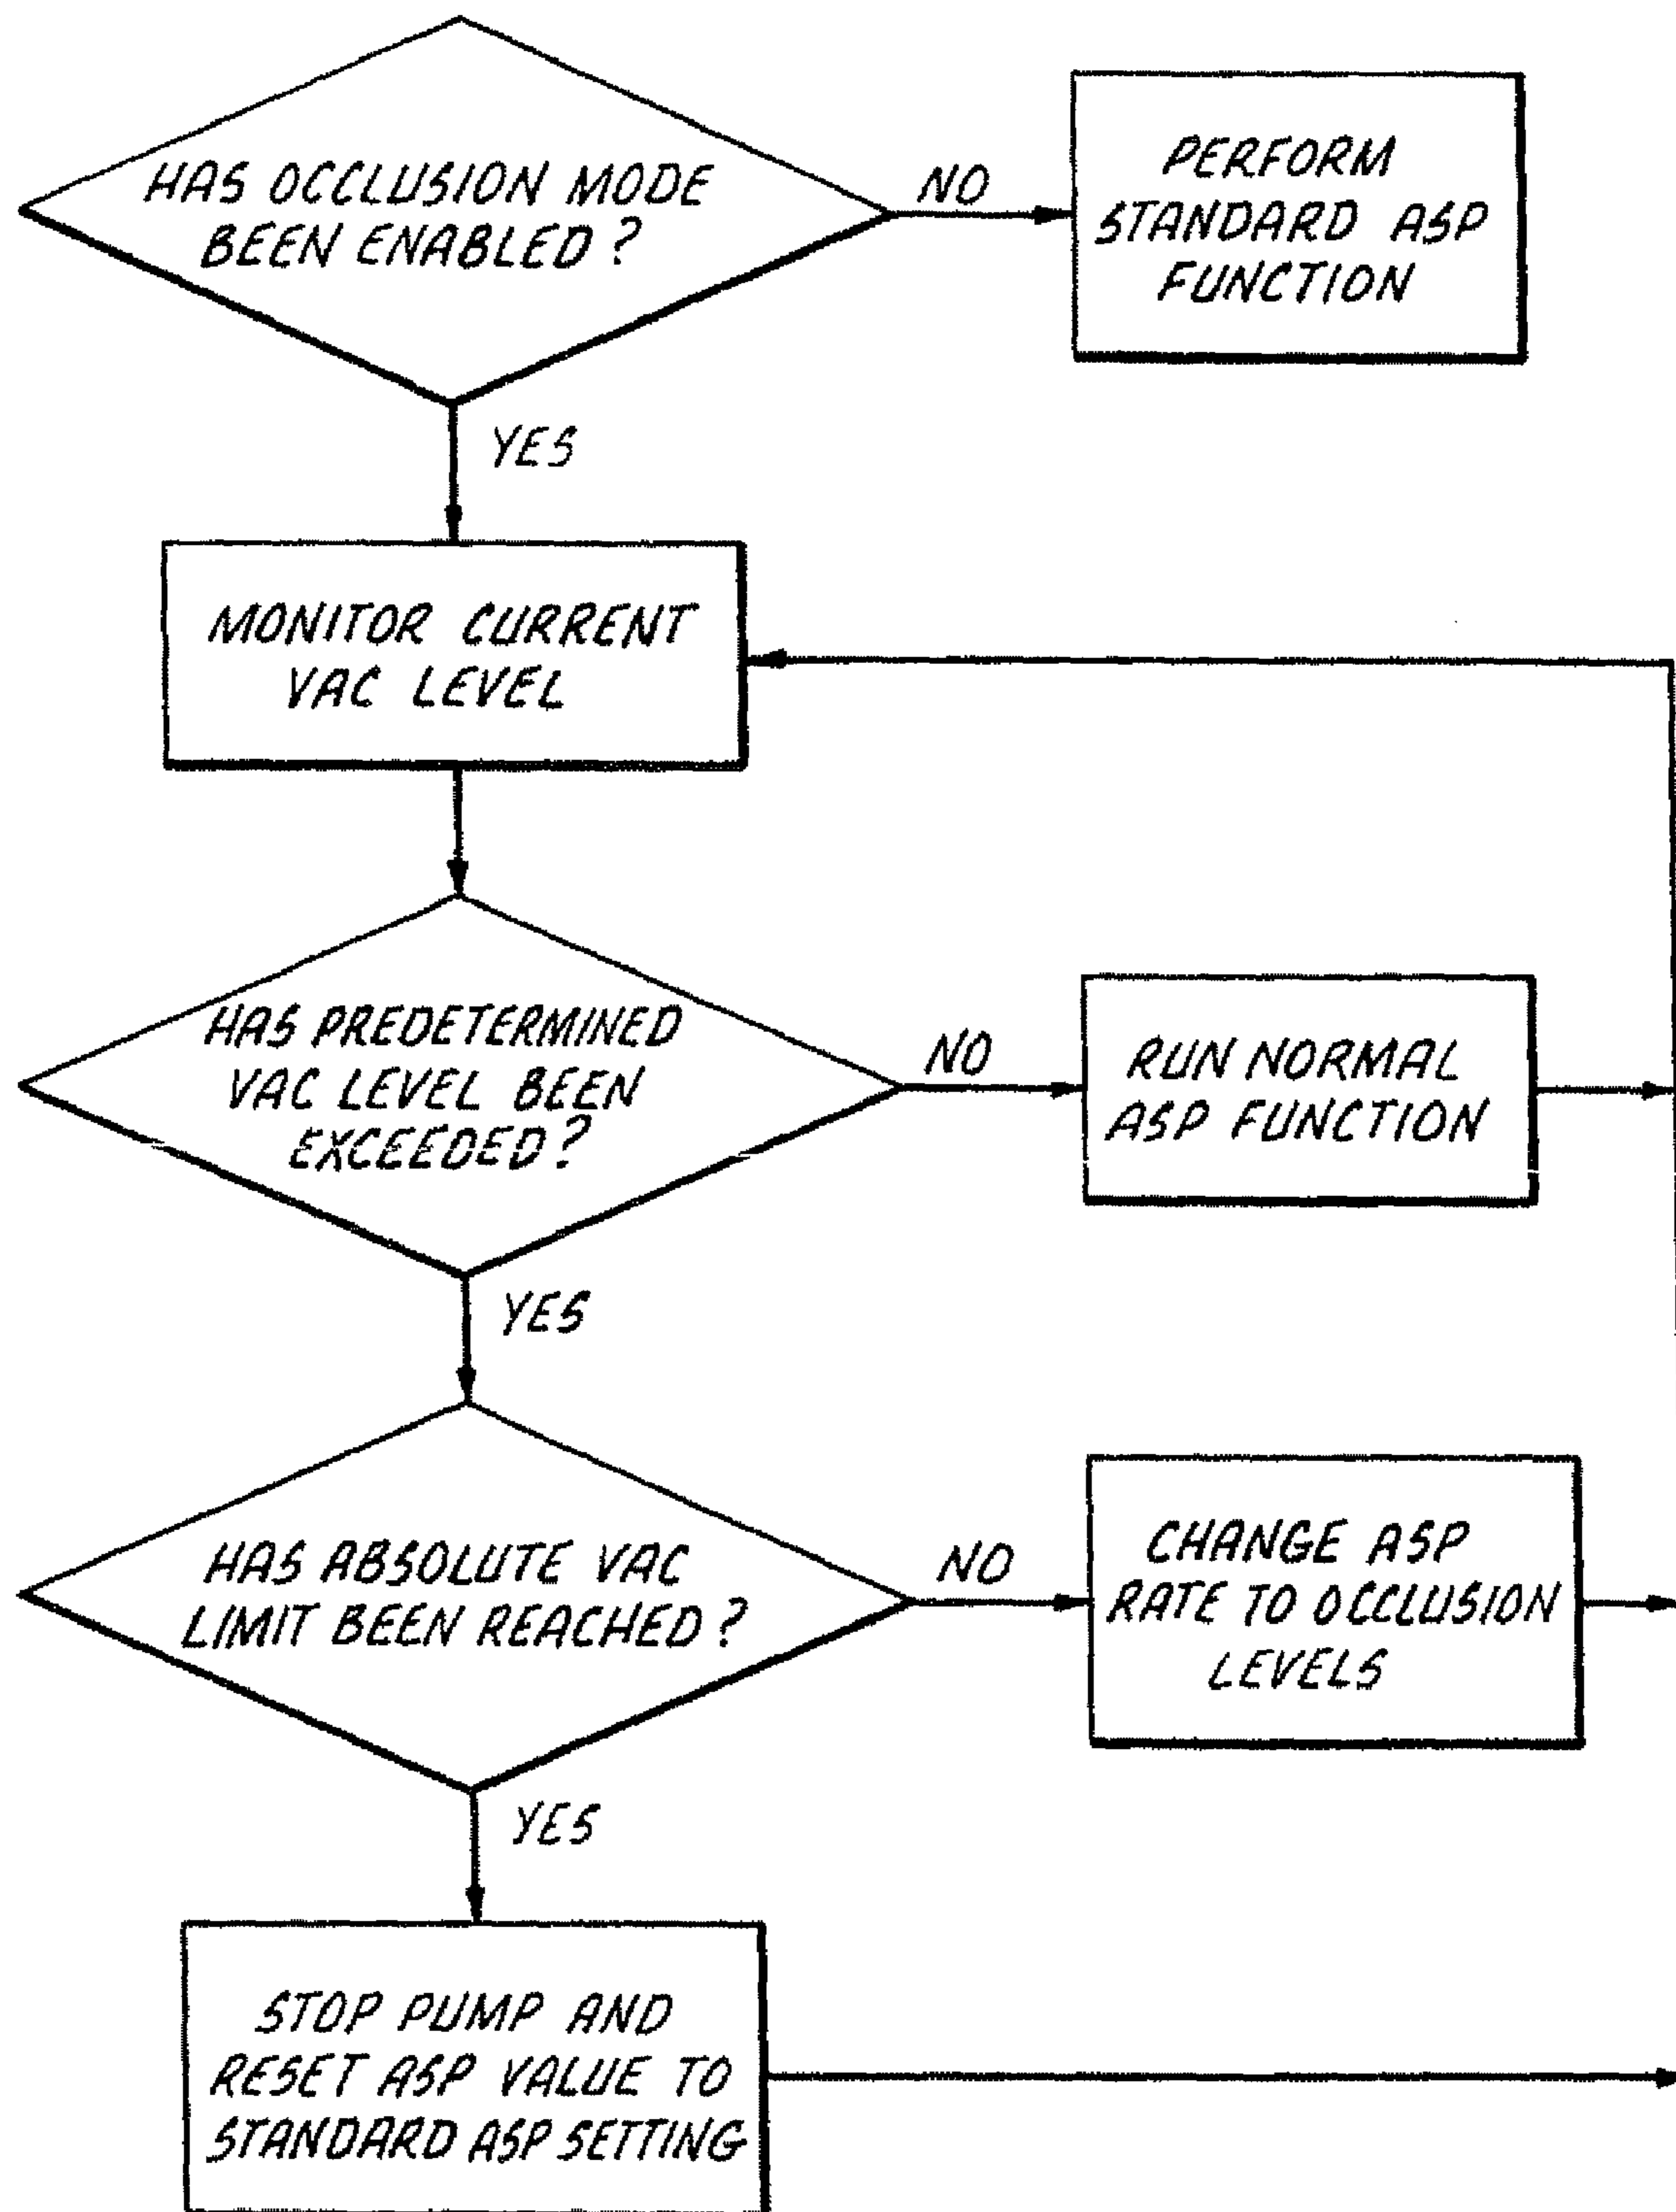 HAS OCCLUSION MODE
BEEN ENABLED?
NO
PERFORM
STANDARD ASP
FUNCTION
YES
MONITOR CURRENT
VAC LEVEL
HAS PREDETERMINED
VAC LEVEL BEEN
EXCEEDED?
NO
RUN NORMAL
ASP FUNCTION
YES
HAS ABSOLUTE VAC
LIMIT BEEN REACHED?
NO
CHANGE ASP
RATE TO OCCLUSION
LEVELS
YES
STOP PUMP AND
RESET ASP VALUE TO
STANDARD ASP SETTING